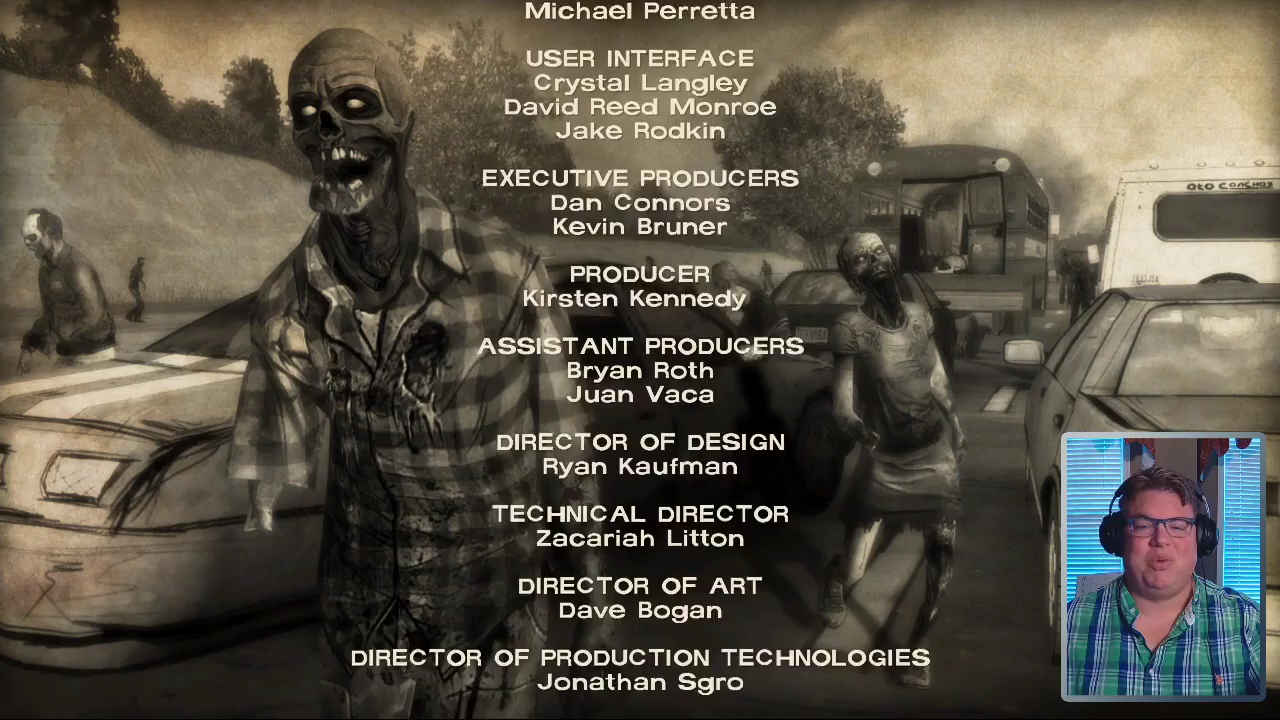 Michael Perretta
USER INTERFACE
Crystal Langley
David Reed Monroe
Jake Rodkin
EXECUTIVE PRODUCERS
Dan Connors
Kevin Bruner
PRODUCER
Kirsten Kennedy
ASSISTANT PRODUCERS
Bryan Roth
Juan Vaca
DIRECTOR OF DESIGN
Ryan Kaufman
TECHNICAL DIRECTOR
Zacariah Litton
DIRECTOR OF ART
Dave Bogan
DIRECTOR OF PRODUCTION TECHNOLOGIES
Jonathan Sgro